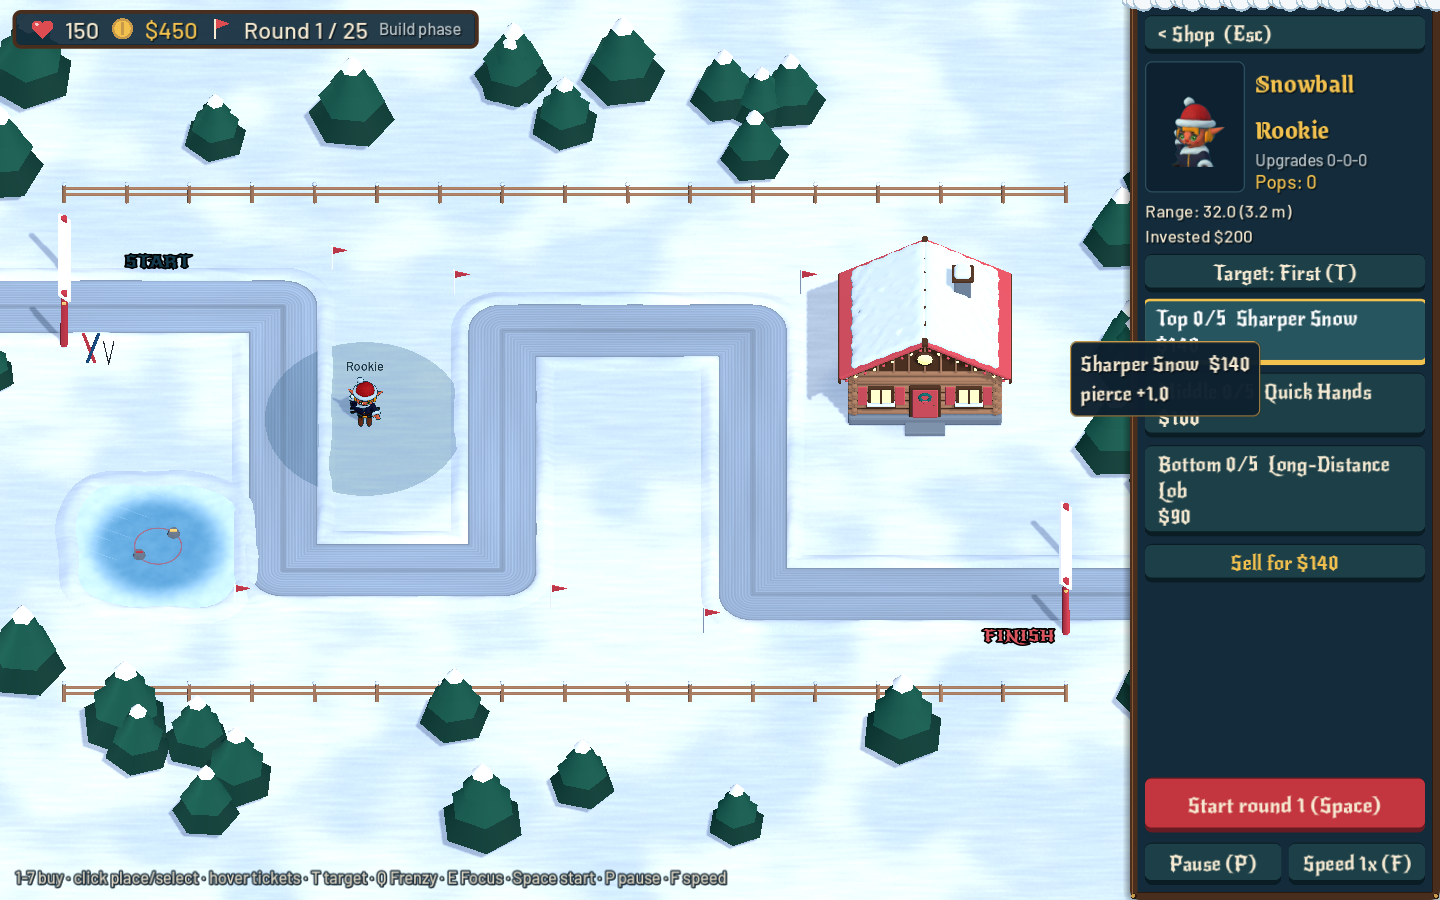 150 $450 Round 1 / 25 Build phase
START
Rookie
FINISH
1-7 buy · click place/select · hover tickets · T target · Q Frenzy · E Focus · Space start · P pause · F speed
< Shop (Esc)
Snowball
Rookie
Upgrades 0-0-0
Pops: 0
Range: 32.0 (3.2 m)
Invested $200
Target: First (T)
Top 0/5 Sharper Snow
Sharper Snow $140
pierce +1.0
Quick Hands
$100
Bottom 0/5 Long-Distance
Lob
$90
Sell for $140
Start round 1 (Space)
Pause (P) Speed 1x (F)